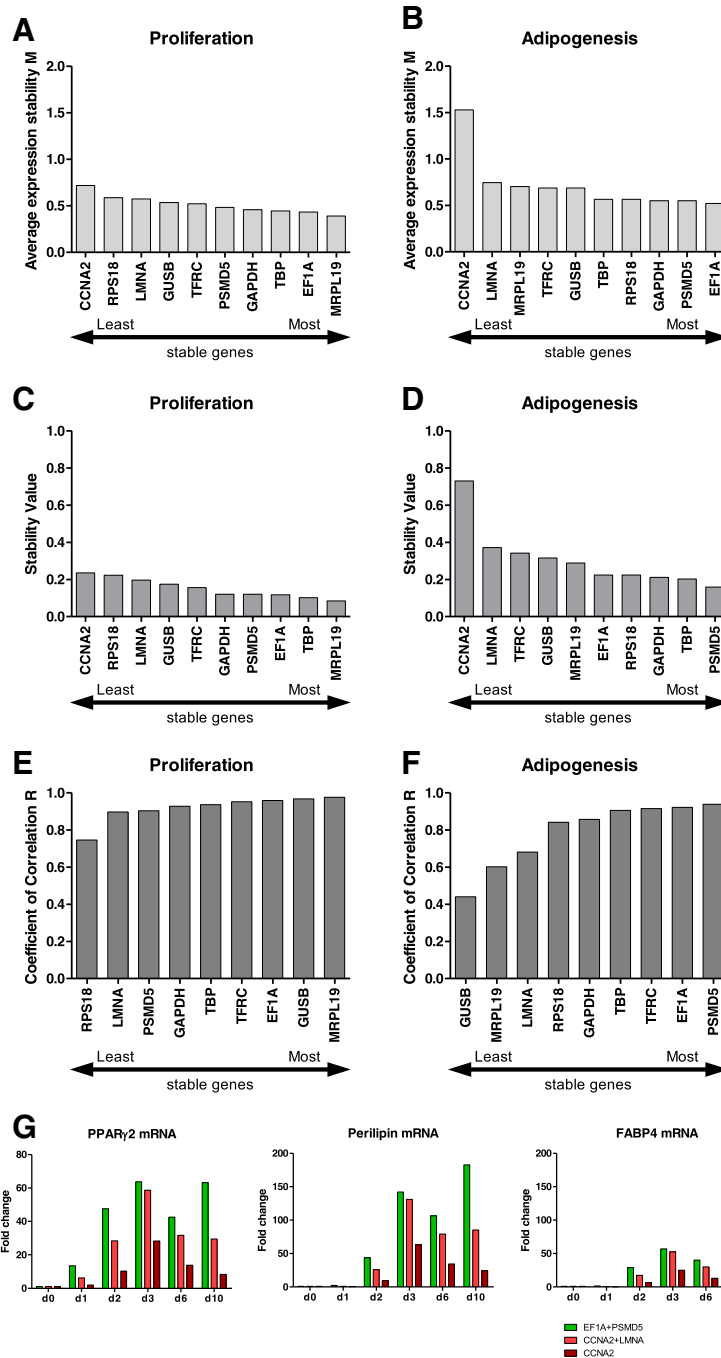 A
Proliferation
Average expression stability M
2.0
1.5
1.0
0.5
0.0
CCNA2
RPS18
LMNA
GUSB
TFRC
PSMD5
GAPDH
TBP
EF1A
MRPL19
Least Most
stable genes
B
Adipogenesis
Average expression stability M
2.0
1.5
1.0
0.5
0.0
CCNA2
LMNA
MRPL19
TFRC
GUSB
TBP
RPS18
GAPDH
PSMD5
EF1A
Least Most
stable genes
C
Proliferation
Stability Value
1.0
0.8
0.6
0.4
0.2
0.0
CCNA2
RPS18
LMNA
GUSB
TFRC
GAPDH
PSMD5
EF1A
TBP
MRPL19
Least Most
stable genes
D
Adipogenesis
Stability Value
1.0
0.8
0.6
0.4
0.2
0.0
CCNA2
LMNA
TFRC
GUSB
MRPL19
EF1A
RPS18
GAPDH
TBP
PSMD5
Least Most
stable genes
E
Proliferation
Coefficient of Correlation R
1.0
0.8
0.6
0.4
0.2
0.0
RPS18
LMNA
PSMD5
GAPDH
TBP
TFRC
EF1A
GUSB
MRPL19
Least Most
stable genes
F
Adipogenesis
Coefficient of Correlation R
1.0
0.8
0.6
0.4
0.2
0.0
GUSB
MRPL19
LMNA
RPS18
GAPDH
TBP
TFRC
EF1A
PSMD5
Least Most
stable genes
G
PPARγ2 mRNA
Fold change
80
60
40
20
0
d0 d1 d2 d3 d6 d10
Perilipin mRNA
Fold change
200
150
100
50
0
d0 d1 d2 d3 d6 d10
FABP4 mRNA
Fold change
200
150
100
50
0
d0 d1 d2 d3 d6
EF1A+PSMD5
CCNA2+LMNA
CCNA2